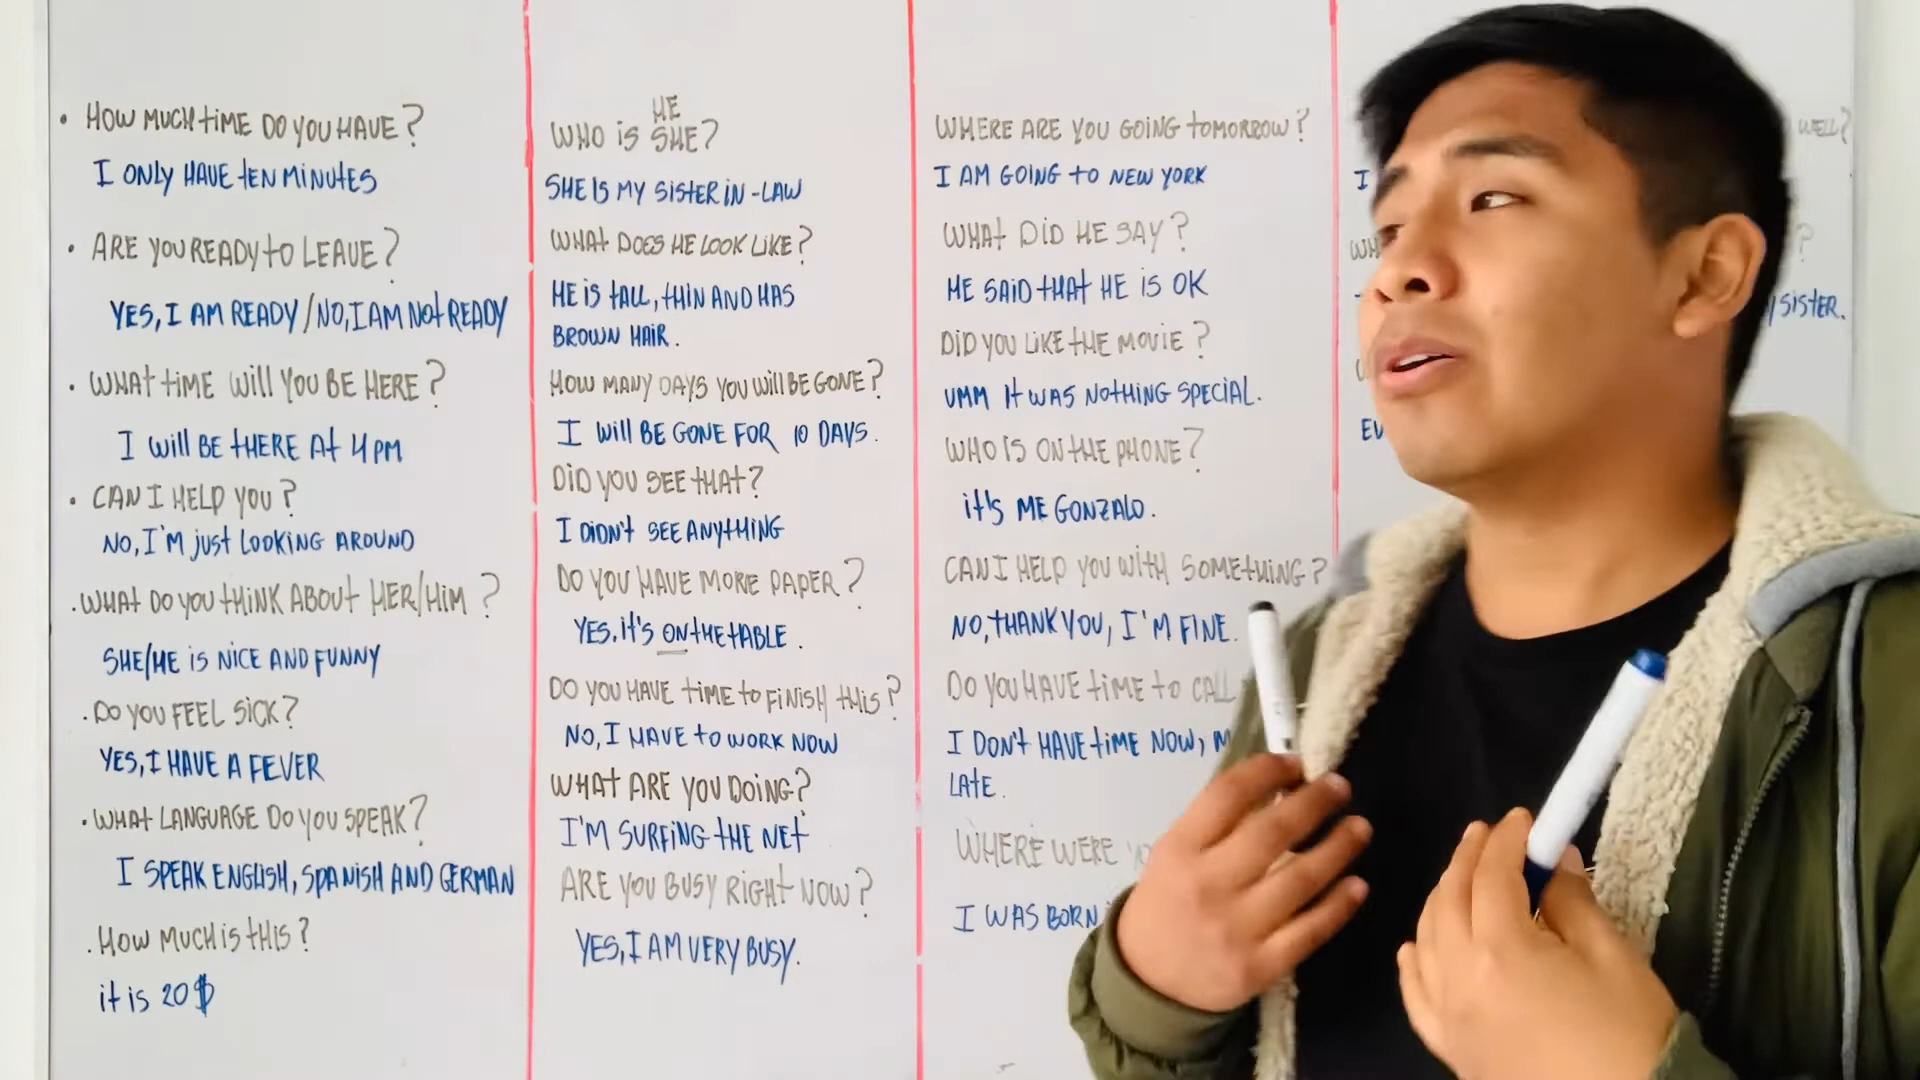 • HOW MUCH TIME DO YOU HAVE?
I ONLY HAVE TEN MINUTES
• ARE YOU READY TO LEAVE?
YES, I AM READY / NO, I AM NOT READY
• WHAT TIME WILL YOU BE HERE?
I WILL BE THERE AT 4 PM
• CAN I HELP YOU?
NO, I'M JUST LOOKING AROUND
. WHAT DO YOU THINK ABOUT HER/HIM?
SHE/HE IS NICE AND FUNNY
. DO YOU FEEL SICK?
YES, I HAVE A FEVER
. WHAT LANGUAGE DO YOU SPEAK?
I SPEAK ENGLISH, SPANISH AND GERMAN
. HOW MUCH IS THIS?
IT IS 20$
HE
WHO IS SHE?
SHE IS MY SISTER IN-LAW
WHAT DOES HE LOOK LIKE?
HE IS TALL, THIN AND HAS
BROWN HAIR.
HOW MANY DAYS YOU WILL BE GONE?
I WILL BE GONE FOR 10 DAYS.
DID YOU SEE THAT?
I DIDN'T SEE ANYTHING
DO YOU HAVE MORE PAPER?
YES, IT'S ON THE TABLE.
DO YOU HAVE TIME TO FINISH THIS?
NO, I HAVE TO WORK NOW
WHAT ARE YOU DOING?
I'M SURFING THE NET
ARE YOU BUSY RIGHT NOW?
YES, I AM VERY BUSY.
WHERE ARE YOU GOING TOMORROW?
I AM GOING TO NEW YORK
WHAT DID HE SAY?
HE SAID THAT HE IS OK
DID YOU LIKE THE MOVIE?
UMM IT WAS NOTHING SPECIAL.
WHO IS ON THE PHONE?
IT'S ME GONZALO.
CAN I HELP YOU WITH SOMETHING?
NO, THANK YOU, I'M FINE.
DO YOU HAVE TIME TO CALL
I DON'T HAVE TIME NOW,
LATE.
WHERE WERE
I WAS BORN
WELL?
I
SISTER.